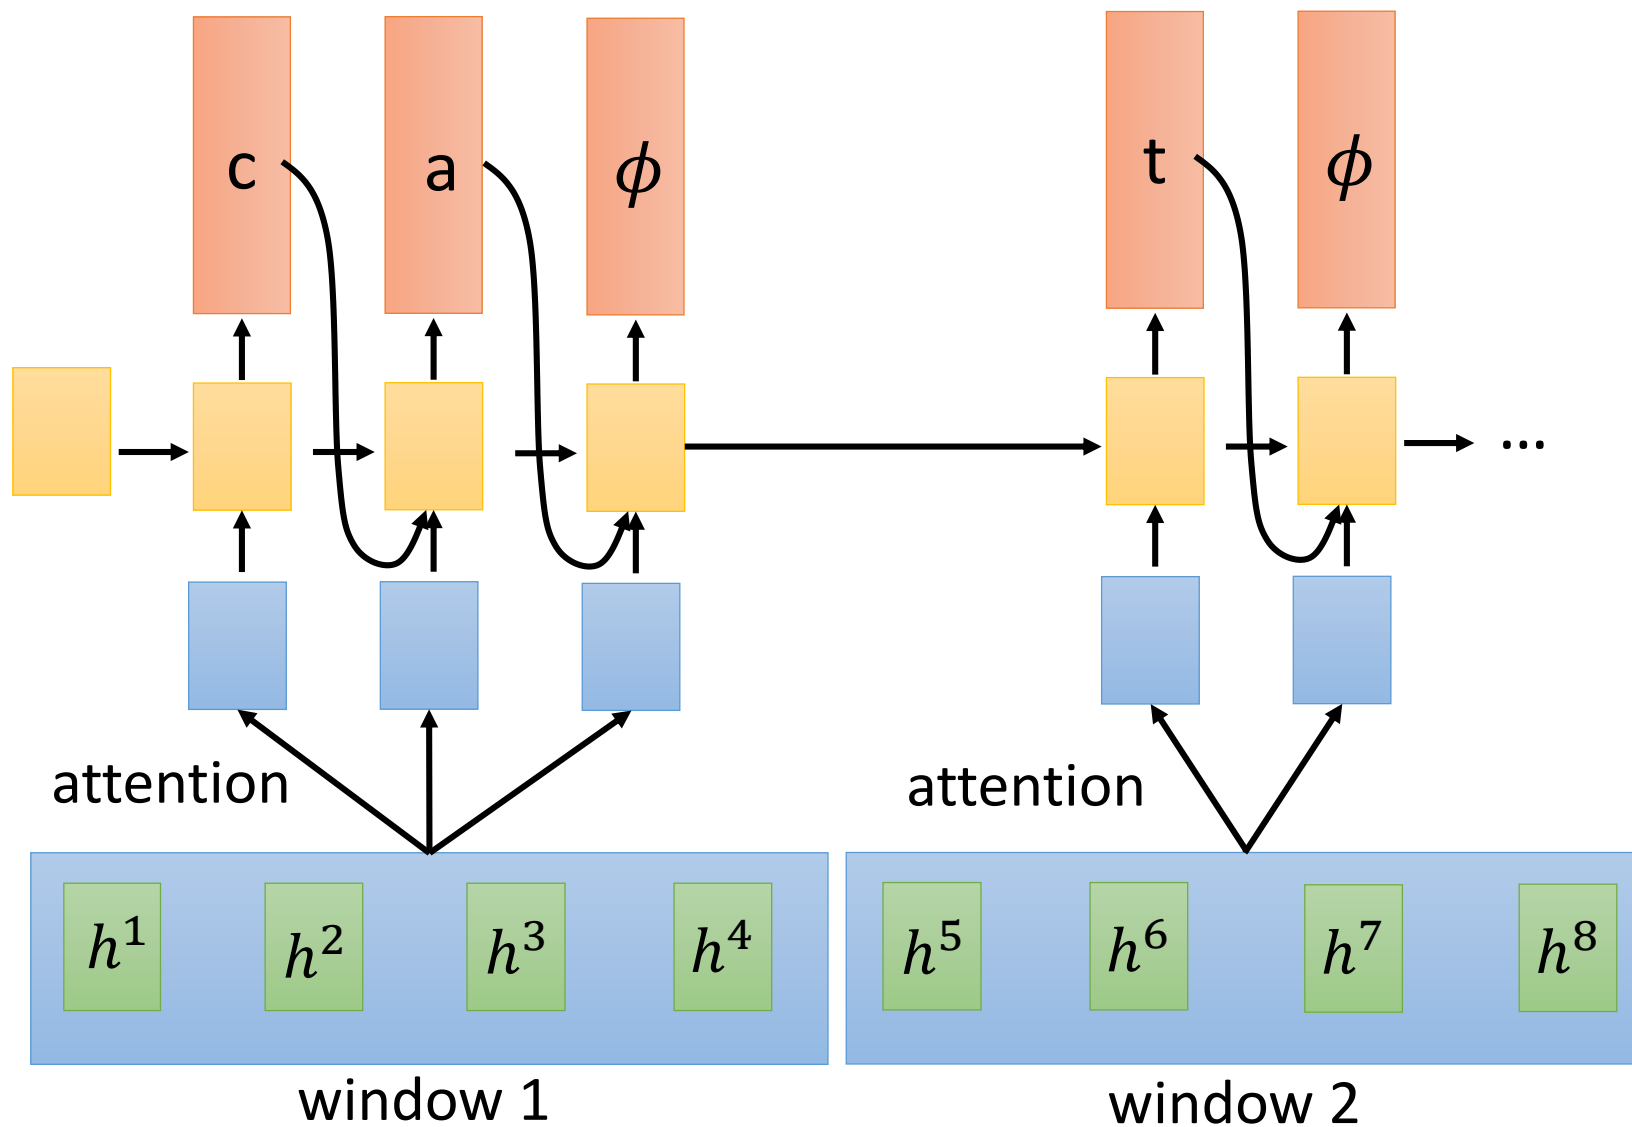 c a ϕ t ϕ
...
attention attention
h¹ h² h³ h⁴ h⁵ h⁶ h⁷ h⁸
window 1 window 2